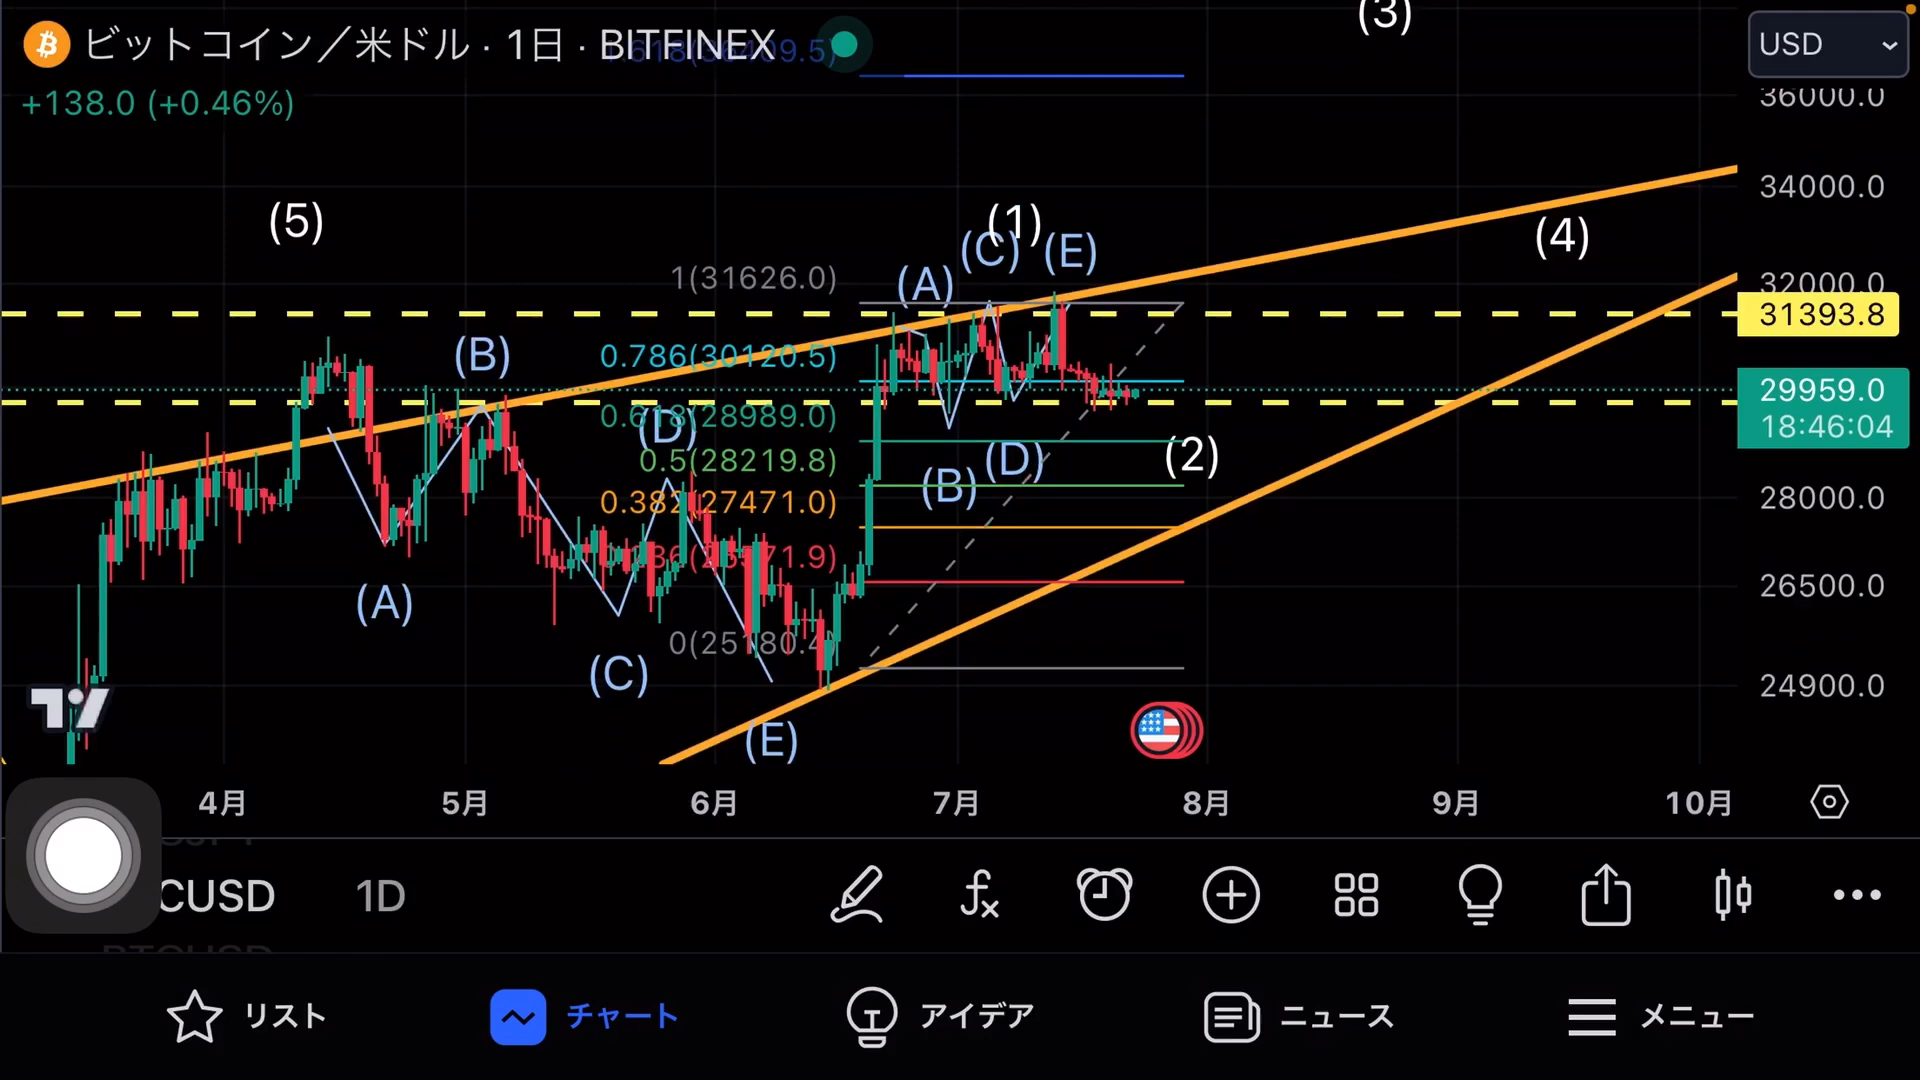 (3)
ビットコイン／米ドル · 1日 · BITFINEX
USD
+138.0 (+0.46%)
36000.0
34000.0
(5)
(1)
(4)
(C)
(E)
1(31626.0)
(A)
32000.0
31393.8
(B)
0.786(30120.5)
29959.0
18:46:04
0.618(28989.0)
(D)
0.5(28219.8)
(D)
(2)
(B)
0.382(27471.0)
28000.0
26500.0
(A)
(C)
24900.0
(E)
4月
5月
6月
7月
8月
9月
10月
CUSD
1D
リスト
チャート
アイデア
ニュース
メニュー